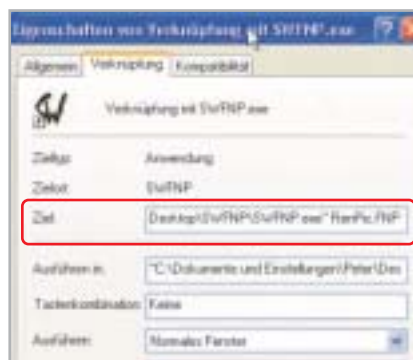 Eigenschaften von Verknüpfung mit SWFNP.exe
Allgemein Verknüpfung Kompatibilität
Verknüpfung mit SWFNP.exe
Zieltyp: Anwendung
Zielort: SWFNP
Ziel: Desktop\SWFNP\SWFNP.exe" RenPic.FNP
Ausführen in: "C:\Dokumente und Einstellungen\Peter\Des
Tastenkombination: Keine
Ausführen: Normales Fenster